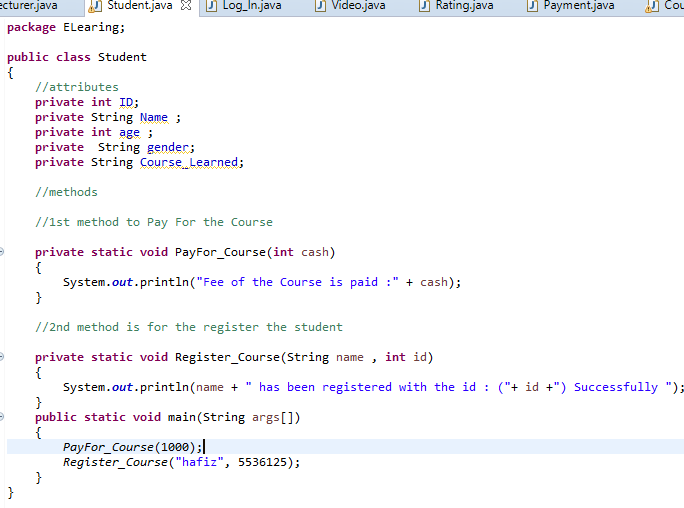 ecturer.java Student.java Log_In.java Video.java Rating.java Payment.java Cou
package ELearing;
public class Student
{
//attributes
private int ID;
private String Name ;
private int age ;
private  String gender;
private String Course_Learned;
//methods
//1st method to Pay For the Course
private static void PayFor_Course(int cash)
{
System.out.println("Fee of the Course is paid :" + cash);
}
//2nd method is for the register the student
private static void Register_Course(String name , int id)
{
System.out.println(name + " has been registered with the id : ("+ id +") Successfully ");
}
public static void main(String args[])
{
PayFor_Course(1000);
Register_Course("hafiz", 5536125);
}
}